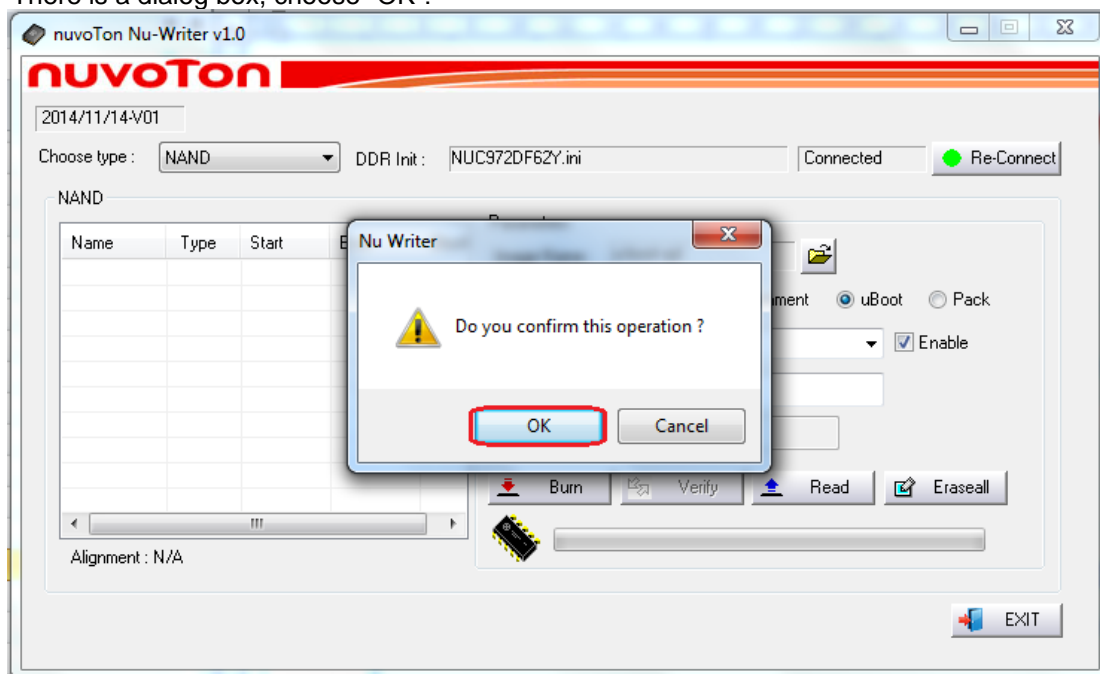 There is a dialog box, choose "OK".
nuvoTon Nu-Writer v1.0
nuvoTon
2014/11/14-V01
Choose type : NAND DDR Init : NUC972DF62Y.ini Connected Re-Connect
NAND
Name Type Start
Nu Writer
Do you confirm this operation ?
uBoot Pack
Enable
OK Cancel
Burn Verify Read Eraseall
Alignment : N/A
EXIT